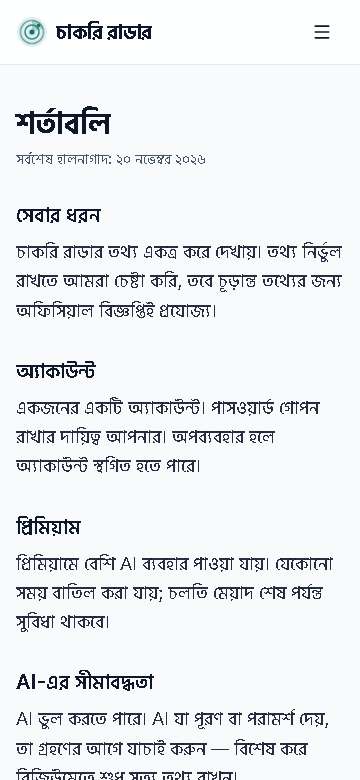 চাকরি রাডার
শর্তাবলি
সর্বশেষ হালনাগাদ: ২০ নভেম্বর ২০২৬
সেবার ধরন
চাকরি রাডার তথ্য একত্র করে দেখায়। তথ্য নির্ভুল
রাখতে আমরা চেষ্টা করি, তবে চূড়ান্ত তথ্যের জন্য
অফিসিয়াল বিজ্ঞপ্তিই প্রযোজ্য।
অ্যাকাউন্ট
একজনের একটি অ্যাকাউন্ট। পাসওয়ার্ড গোপন
রাখার দায়িত্ব আপনার। অপব্যবহার হলে
অ্যাকাউন্ট স্থগিত হতে পারে।
প্রিমিয়াম
প্রিমিয়ামে বেশি AI ব্যবহার পাওয়া যায়। যেকোনো
সময় বাতিল করা যায়; চলতি মেয়াদ শেষ পর্যন্ত
সুবিধা থাকবে।
AI-এর সীমাবদ্ধতা
AI ভুল করতে পারে। AI যা পূরণ বা পরামর্শ দেয়,
তা গ্রহণের আগে যাচাই করুন — বিশেষ করে
রিজিউমেতে শুধু সত্য তথ্য রাখুন।